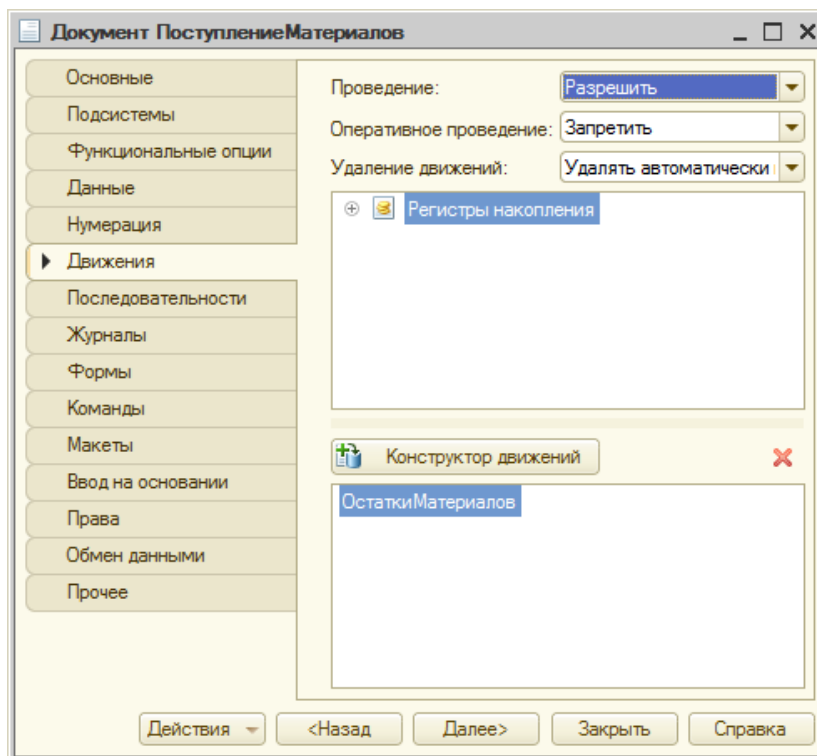 Документ ПоступлениеМатериалов
Основные
Подсистемы
Функциональные опции
Данные
Нумерация
Движения
Последовательности
Журналы
Формы
Команды
Макеты
Ввод на основании
Права
Обмен данными
Прочее
Проведение: Разрешить
Оперативное проведение: Запретить
Удаление движений: Удалять автоматически
Регистры накопления
Конструктор движений
ОстаткиМатериалов
Действия <Назад Далее> Закрыть Справка